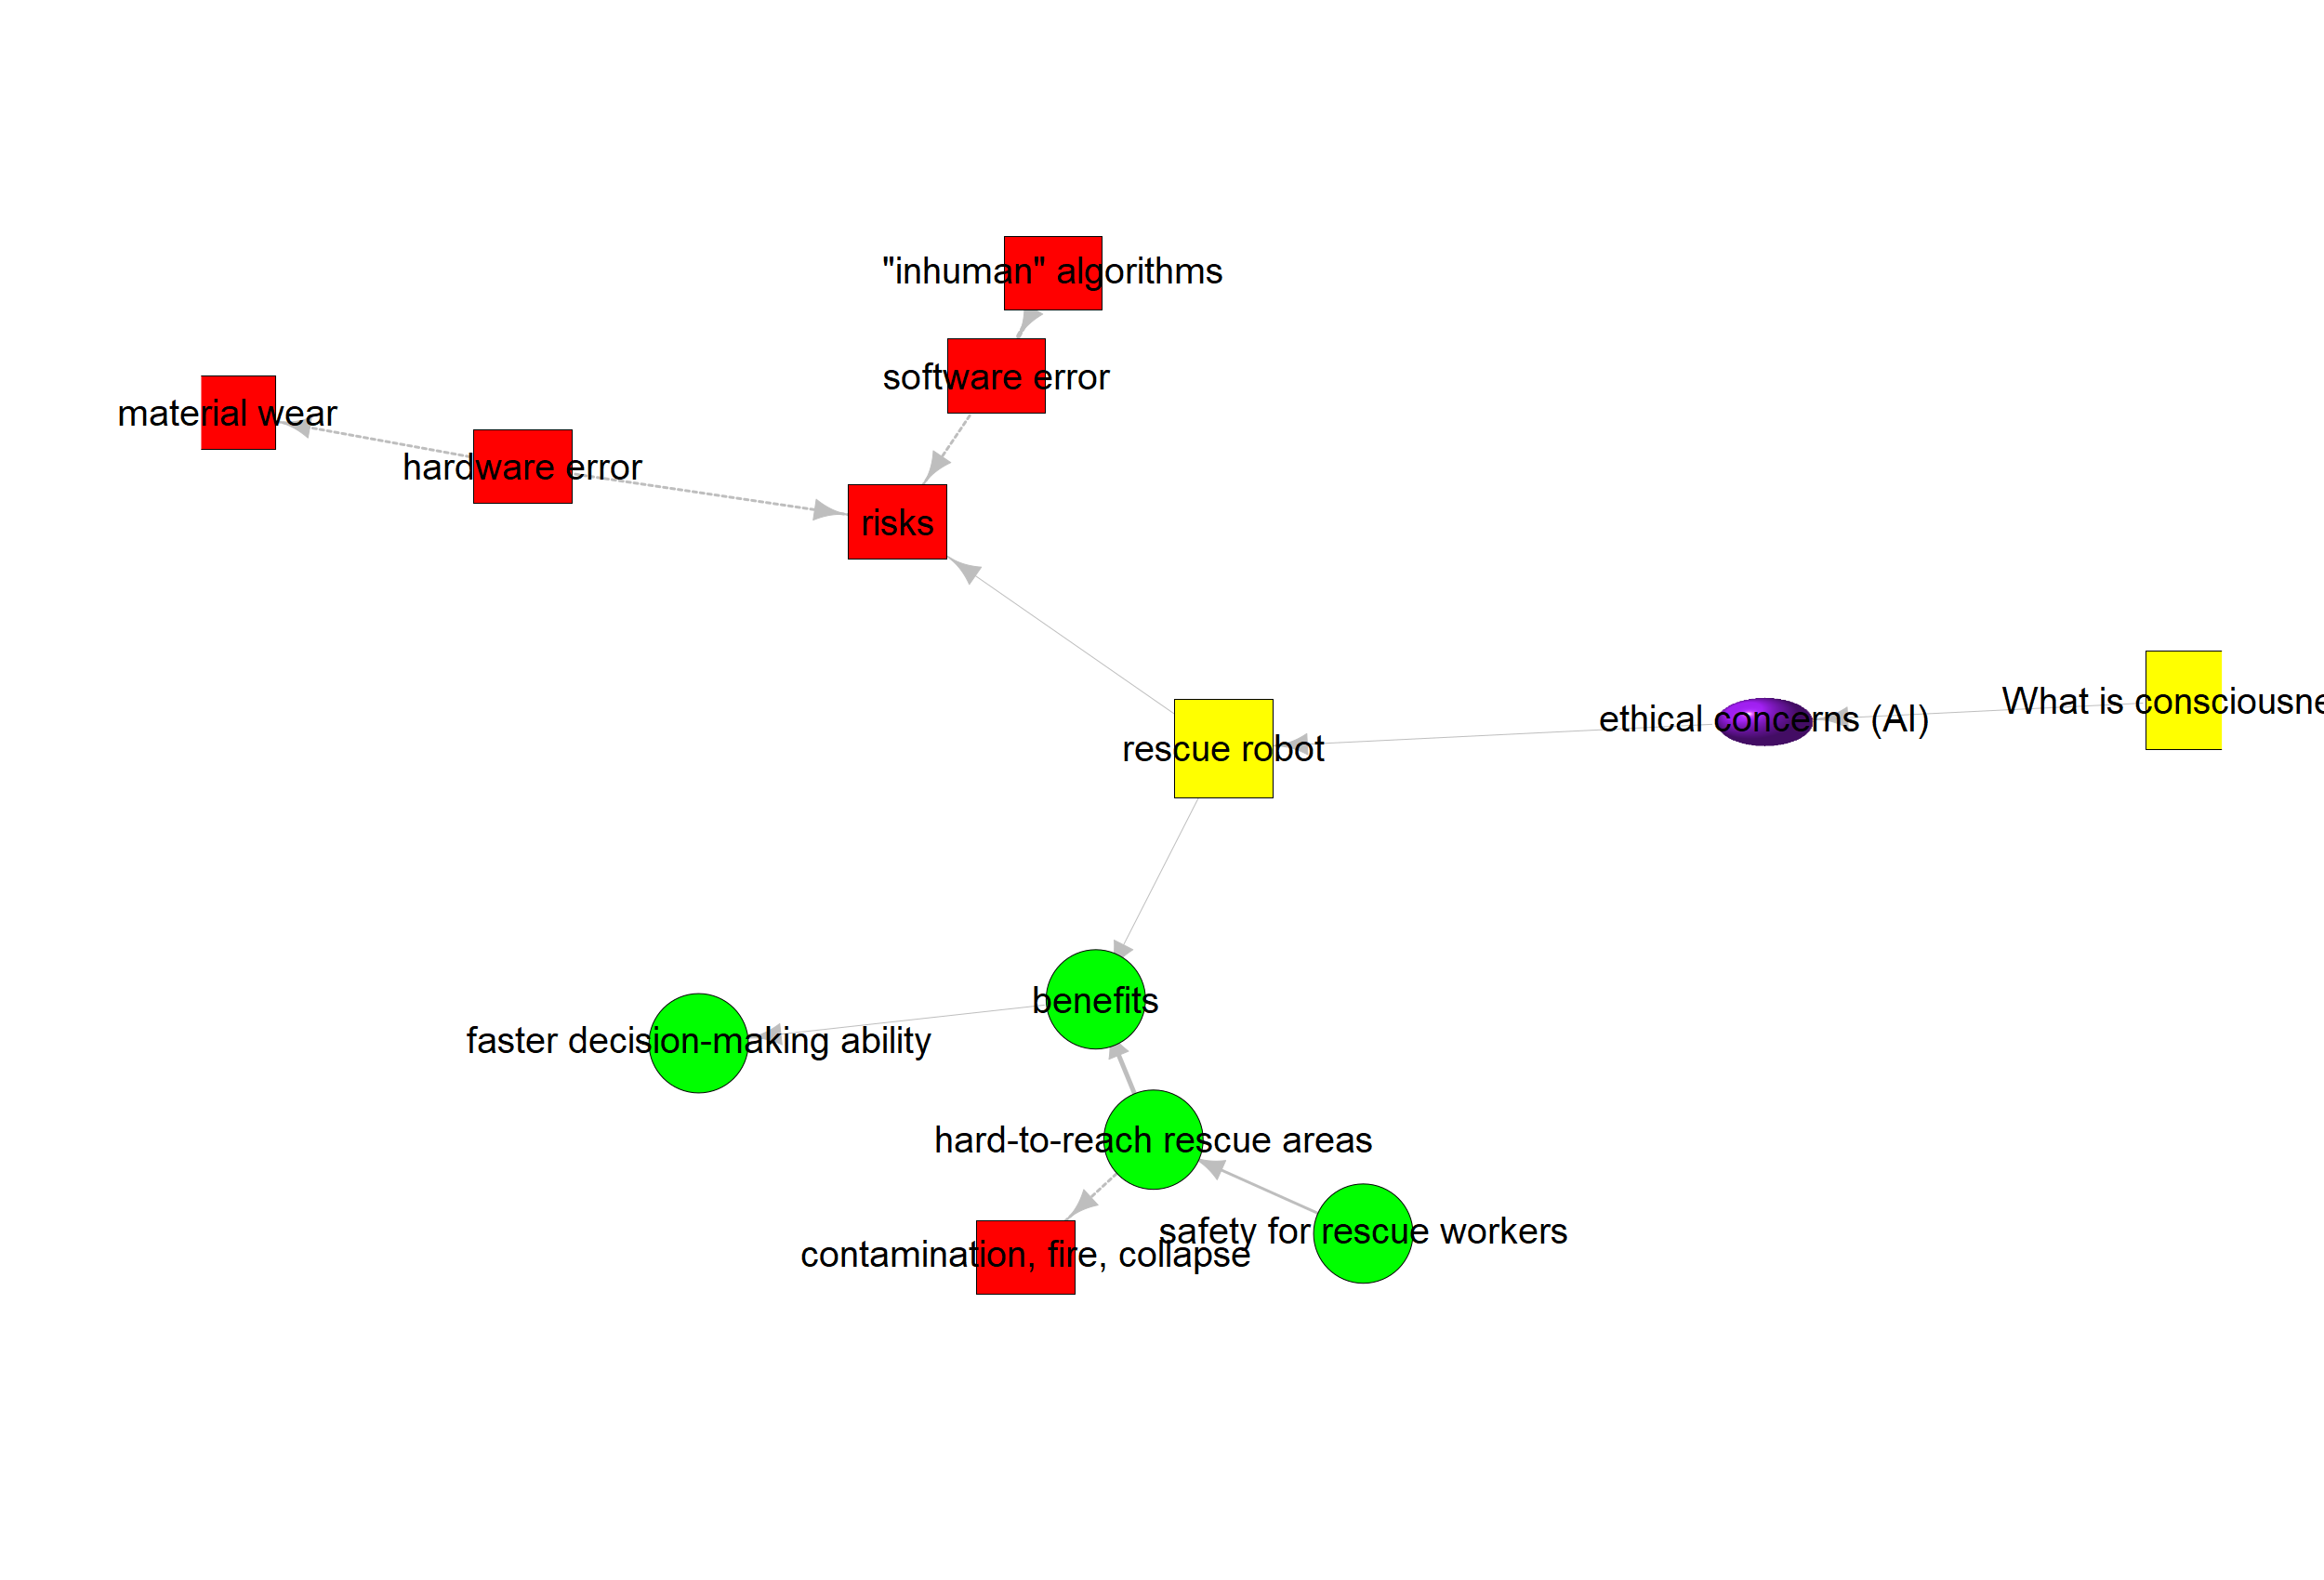 "inhuman" algorithms
software error
material wear
hardware error
risks
What is consciousne
ethical concerns (AI)
rescue robot
benefits
faster decision-making ability
hard-to-reach rescue areas
safety for rescue workers
contamination, fire, collapse